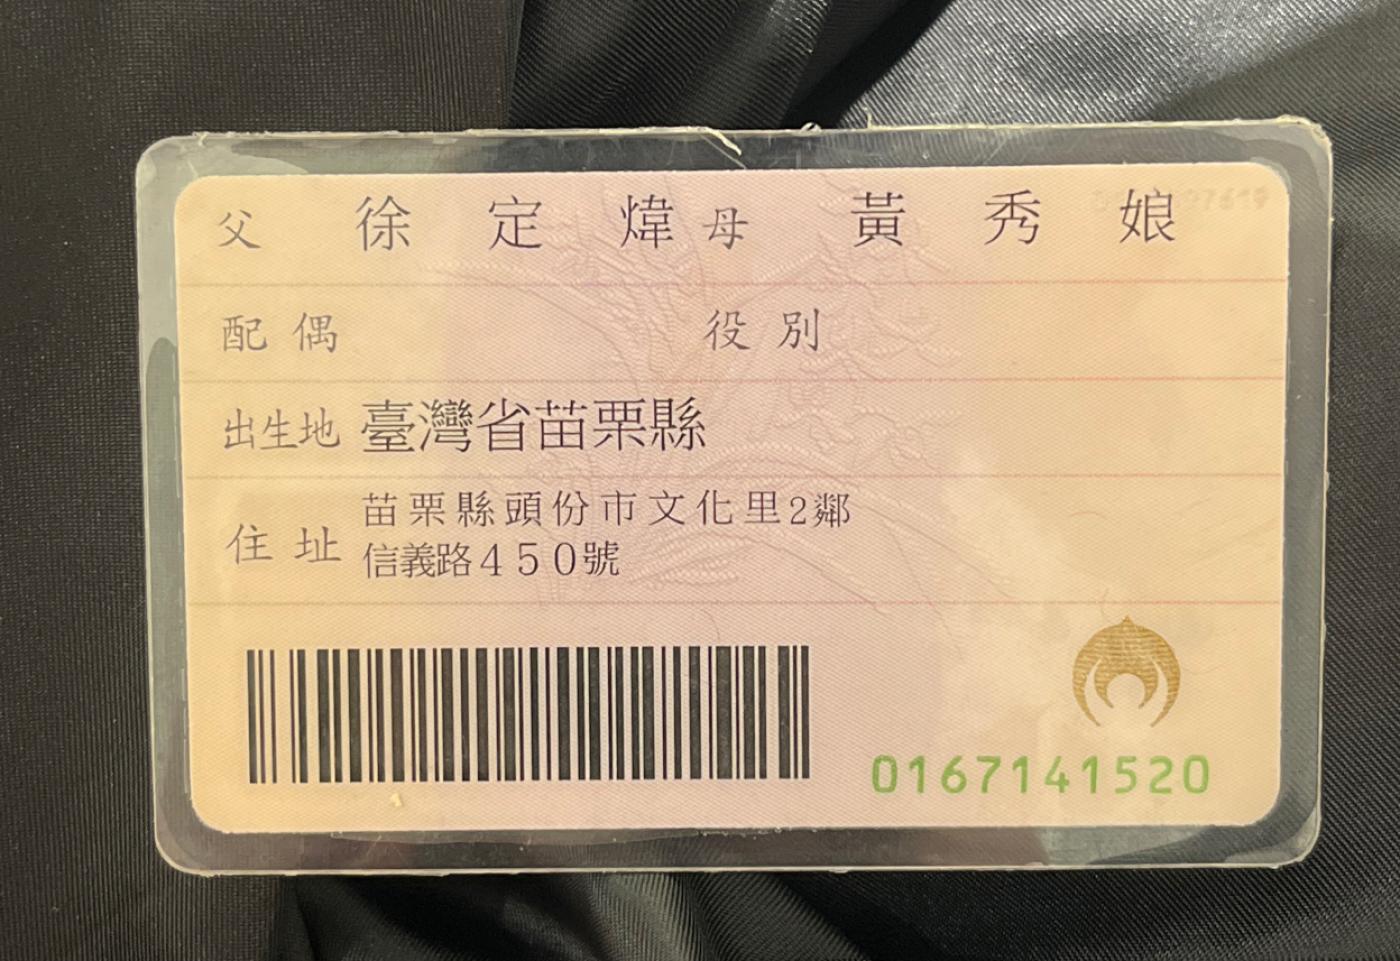 父 徐定煒 母 黃秀娘
配偶 役別
出生地 臺灣省苗栗縣
住址 苗栗縣頭份市文化里2鄰
信義路450號
0167141520